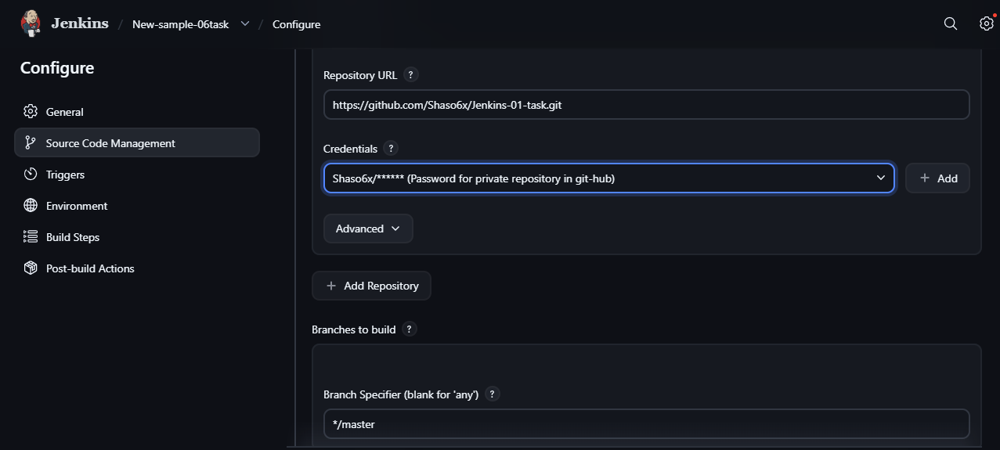 Jenkins / New-sample-06task / Configure
Configure
General
Source Code Management
Triggers
Environment
Build Steps
Post-build Actions
Repository URL ?
https://github.com/Shaso6x/Jenkins-01-task.git
Credentials ?
Shaso6x/****** (Password for private repository in git-hub)
+ Add
Advanced
+ Add Repository
Branches to build ?
Branch Specifier (blank for 'any') ?
*/master